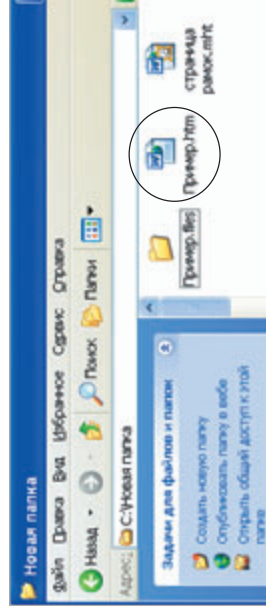 Новая папка
Файл Правка Вид Избранное Сервис Справка
Назад Поиск Папки
Адрес: C:\Новая папка
Задачи для файлов и папок
Создать новую папку
Опубликовать папку в вебе
Открыть общий доступ к этой папке
Пример.files
Пример.htm
страница
рамок.mht